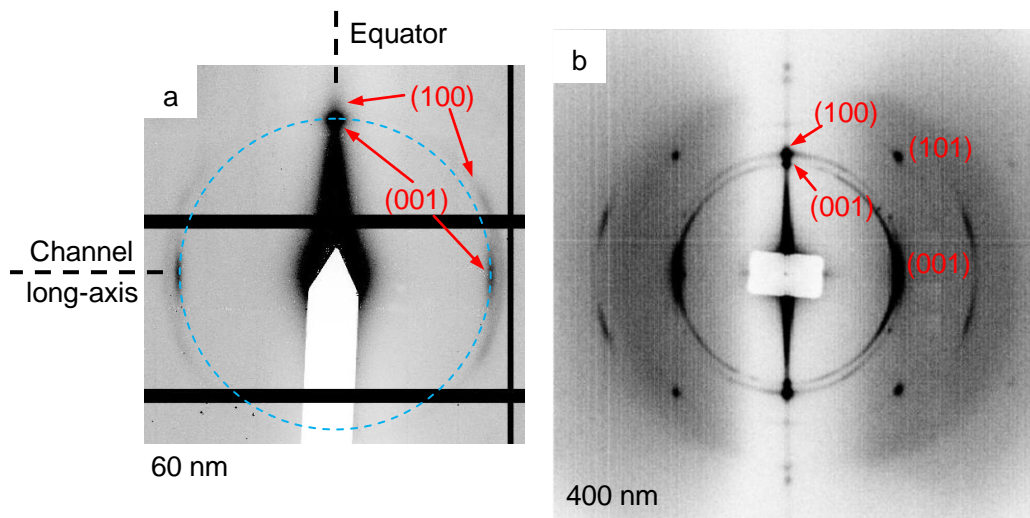 Equator
a
(100)
(001)
Channel
long-axis
60 nm
b
(100)
(101)
(001)
(001)
400 nm